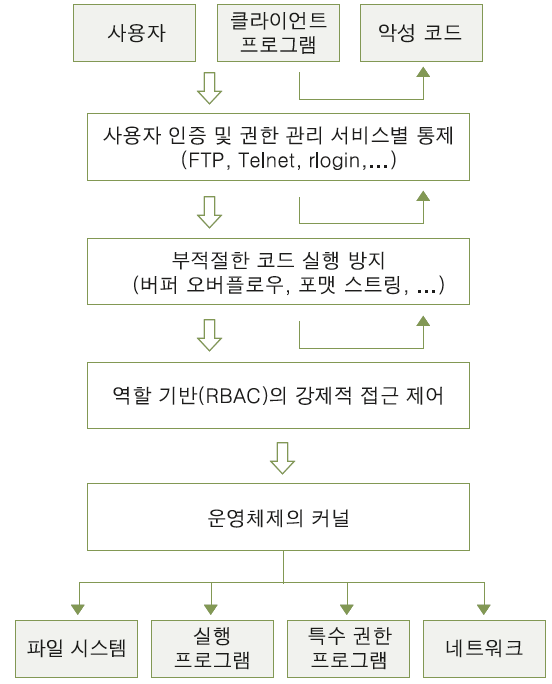 사용자
클라이언트
프로그램
악성 코드
사용자 인증 및 권한 관리 서비스별 통제
(FTP, Telnet, rlogin,...)
부적절한 코드 실행 방지
(버퍼 오버플로우, 포맷 스트링, ...)
역할 기반(RBAC)의 강제적 접근 제어
운영체제의 커널
파일 시스템
실행
프로그램
특수 권한
프로그램
네트워크